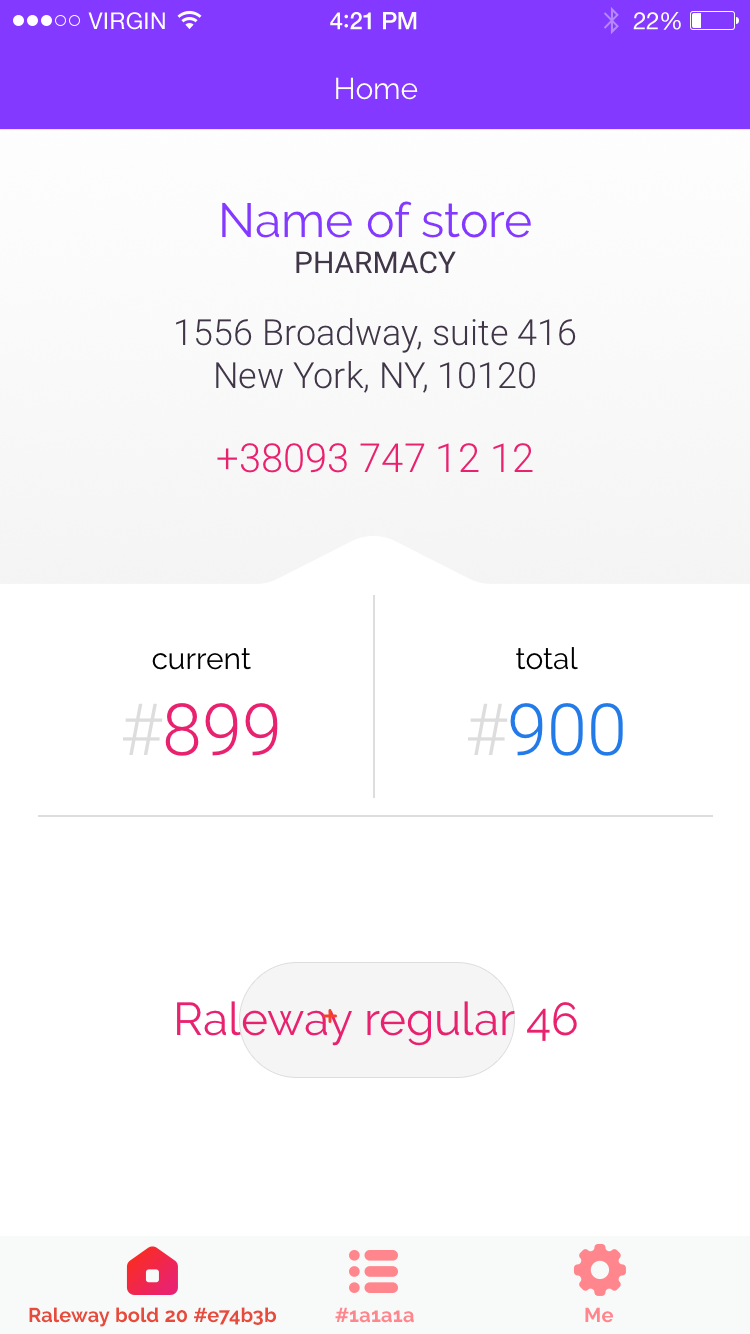 VIRGIN 4:21 PM 22%
Home
Name of store
PHARMACY
1556 Broadway, suite 416
New York, NY, 10120
+38093 747 12 12
current total
#899 #900
Raleway regular 46
Raleway bold 20 #e74b3b #1a1a1a Me